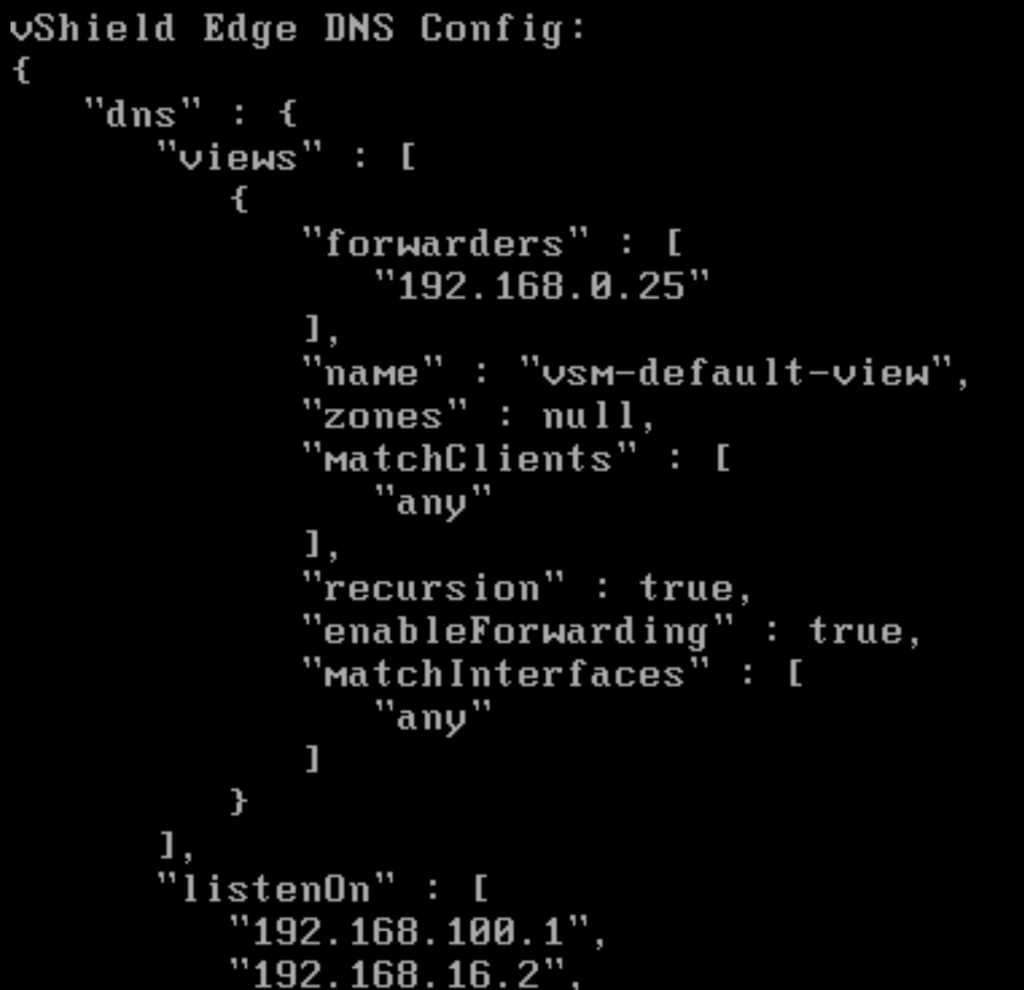 vShield Edge DNS Config:
{
"dns" : {
"views" : [
{
"forwarders" : [
"192.168.0.25"
],
"name" : "vsm-default-view",
"zones" : null,
"matchClients" : [
"any"
],
"recursion" : true,
"enableForwarding" : true,
"matchInterfaces" : [
"any"
]
}
],
"listenOn" : [
"192.168.100.1",
"192.168.16.2",